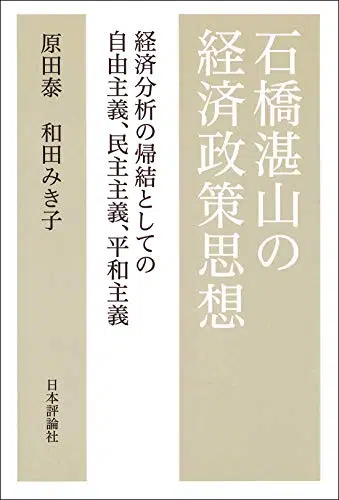 石橋湛山の
経済政策思想
経済分析の帰結としての
自由主義、民主主義、平和主義
原田泰　和田みき子
日本評論社